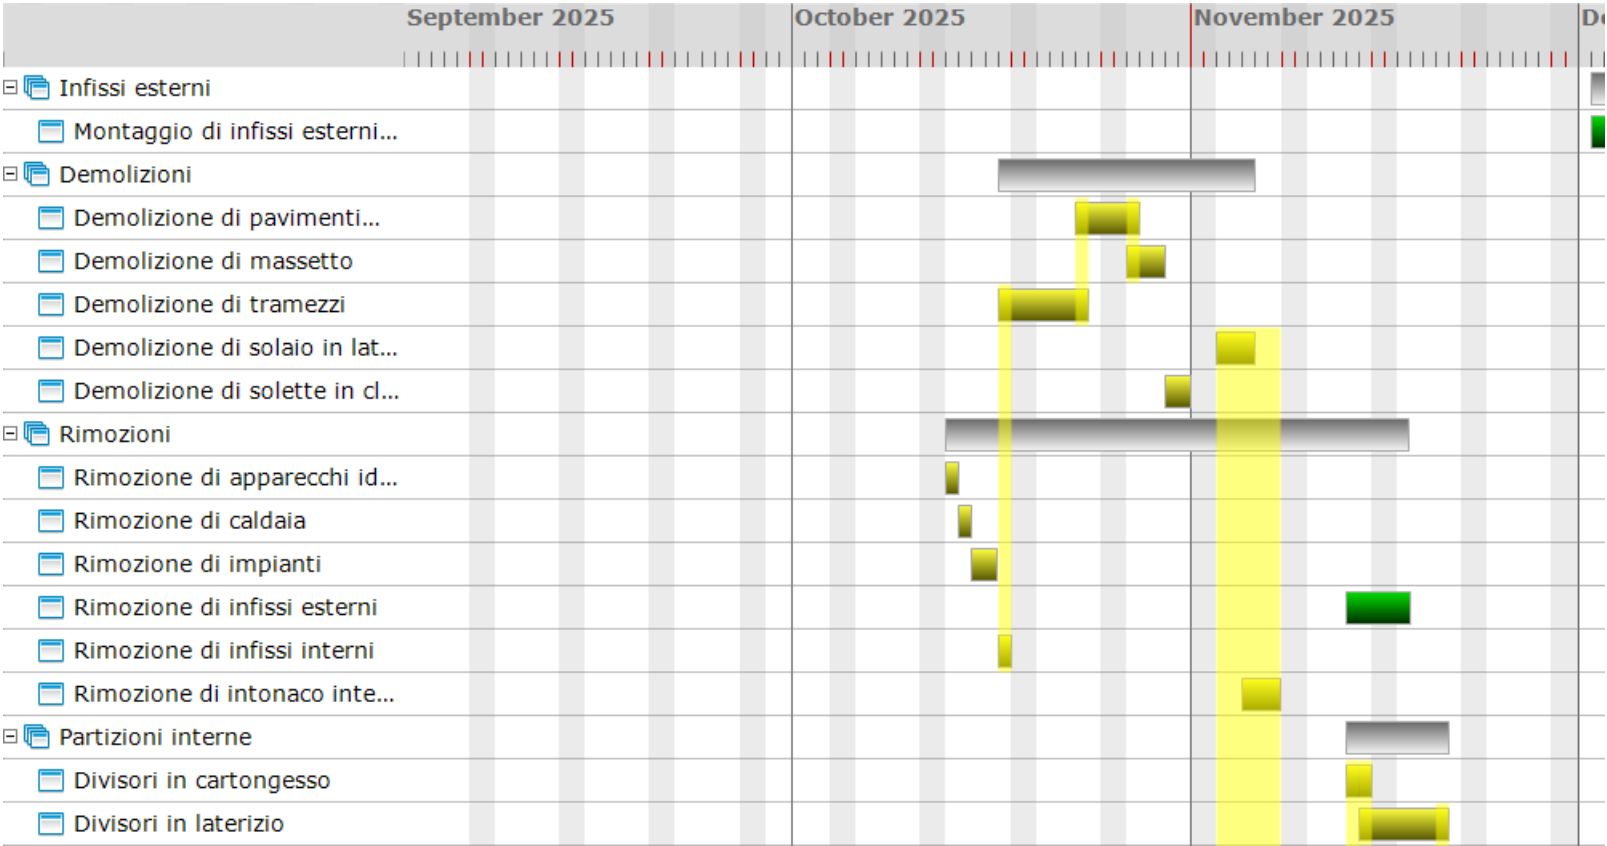 September 2025 October 2025 November 2025 De
Infissi esterni
Montaggio di infissi esterni...
Demolizioni
Demolizione di pavimenti...
Demolizione di massetto
Demolizione di tramezzi
Demolizione di solaio in lat...
Demolizione di solette in cl...
Rimozioni
Rimozione di apparecchi id...
Rimozione di caldaia
Rimozione di impianti
Rimozione di infissi esterni
Rimozione di infissi interni
Rimozione di intonaco inte...
Partizioni interne
Divisori in cartongesso
Divisori in laterizio